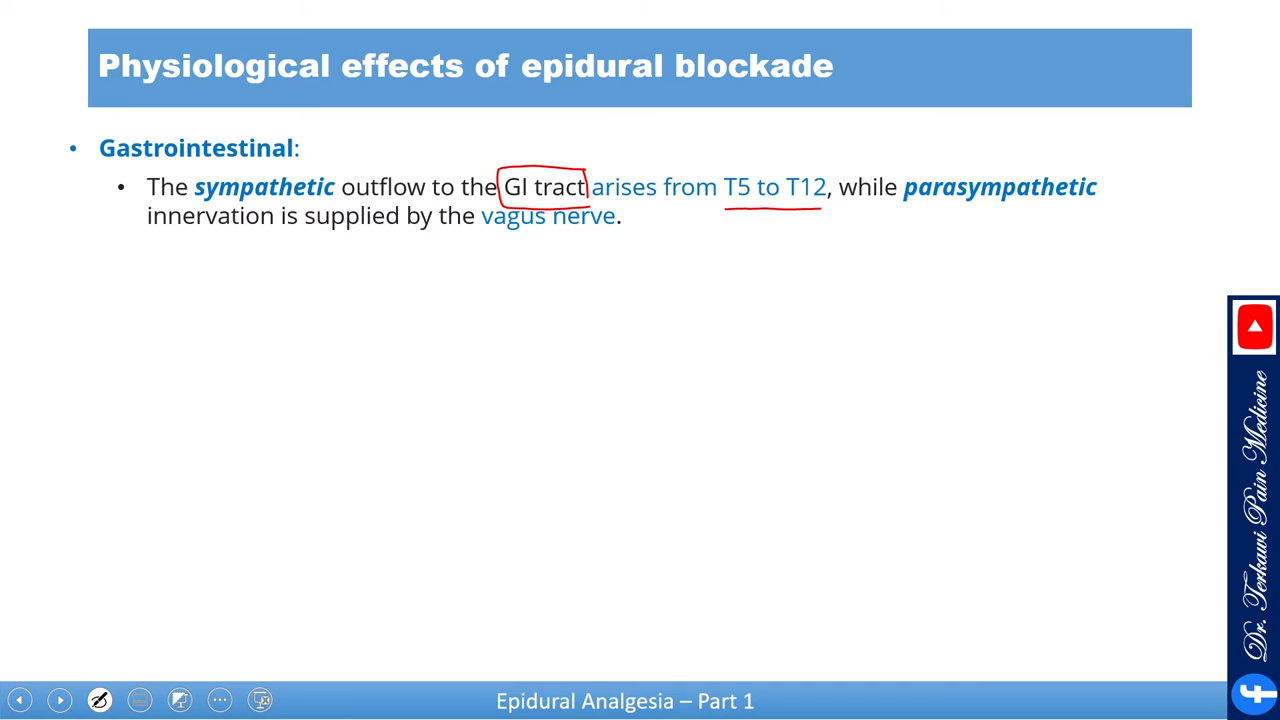 Physiological effects of epidural blockade
• Gastrointestinal:
• The sympathetic outflow to the GI tract arises from T5 to T12, while parasympathetic
innervation is supplied by the vagus nerve.
Dr. Terkawi Pain Medicine
Epidural Analgesia – Part 1